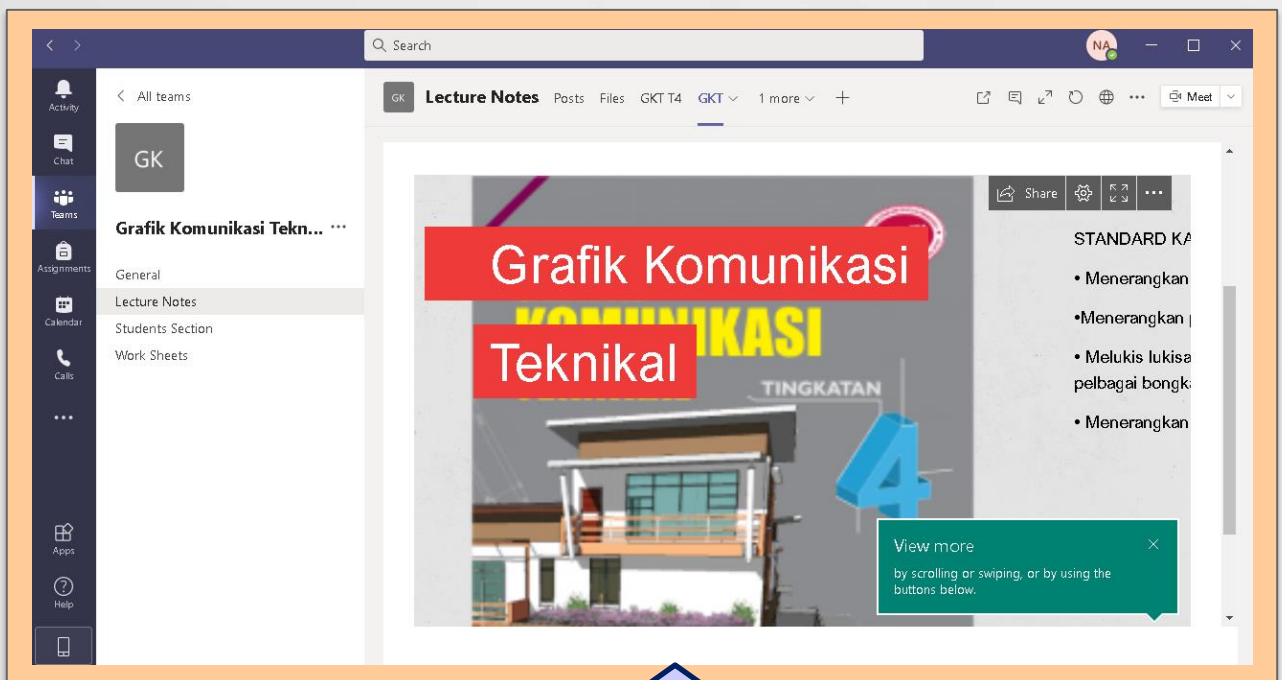 Search
NA
Activity
Chat
Teams
Assignments
Calendar
Calls
Apps
Help
All teams
GK
Grafik Komunikasi Tekn...
General
Lecture Notes
Students Section
Work Sheets
GK Lecture Notes Posts Files GKT T4 GKT 1 more + Meet
Share
Grafik Komunikasi
KOMUNIKASI
Teknikal
TINGKATAN
4
STANDARD KA
• Menerangkan
•Menerangkan p
• Melukis lukisa
pelbagai bongka
• Menerangkan
View more
by scrolling or swiping, or by using the
buttons below.